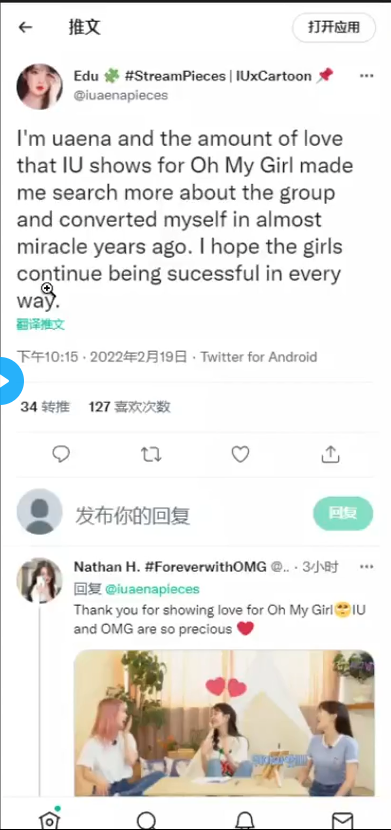 推文
打开应用
Edu #StreamPieces | IUxCartoon
@iuaenapieces
I'm uaena and the amount of love
that IU shows for Oh My Girl made
me search more about the group
and converted myself in almost
miracle years ago. I hope the girls
continue being sucessful in every
way.
翻译推文
下午10:15 · 2022年2月19日 · Twitter for Android
34 转推 127 喜欢次数
发布你的回复
回复
Nathan H. #ForeverwithOMG @.. · 3小时
回复 @iuaenapieces
Thank you for showing love for Oh My Girl🥺IU
and OMG are so precious ❤️